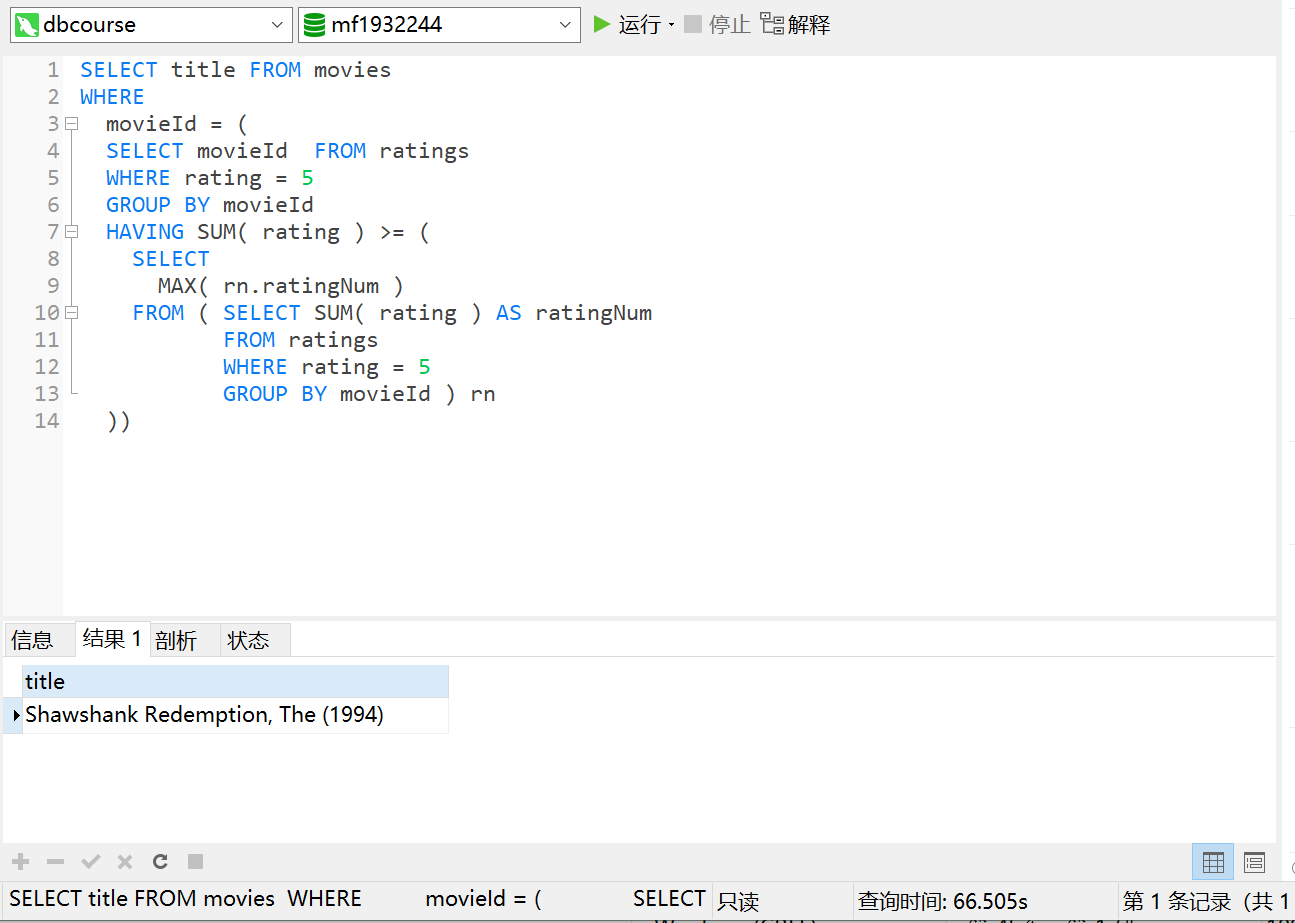 dbcourse mf1932244 运行 停止 解释
1 SELECT title FROM movies
2 WHERE
3 movieId = (
4 SELECT movieId FROM ratings
5 WHERE rating = 5
6 GROUP BY movieId
7 HAVING SUM( rating ) >= (
8 SELECT
9 MAX( rn.ratingNum )
10 FROM ( SELECT SUM( rating ) AS ratingNum
11 FROM ratings
12 WHERE rating = 5
13 GROUP BY movieId ) rn
14 ))
信息 结果 1 剖析 状态
title
Shawshank Redemption, The (1994)
SELECT title FROM movies WHERE movieId = ( SELECT 只读 查询时间: 66.505s 第 1 条记录 (共 1